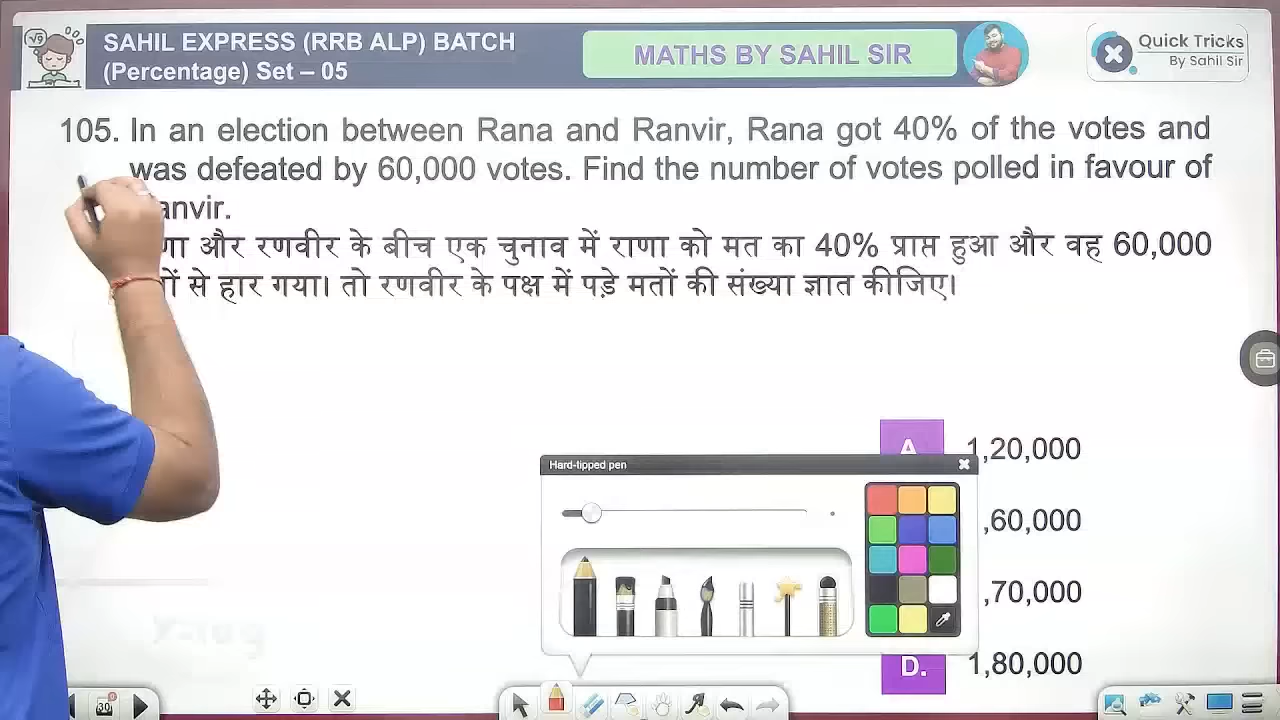 SAHIL EXPRESS (RRB ALP) BATCH
(Percentage) Set – 05
MATHS BY SAHIL SIR
Quick Tricks
By Sahil Sir
105. In an election between Rana and Ranvir, Rana got 40% of the votes and
was defeated by 60,000 votes. Find the number of votes polled in favour of
anvir.
णा और रणवीर के बीच एक चुनाव में राणा को मत का 40% प्राप्त हुआ और वह 60,000
से हार गया। तो रणवीर के पक्ष में पड़े मतों की संख्या ज्ञात कीजिए।
A 1,20,000
Hard-tipped pen
,60,000
,70,000
D. 1,80,000
30